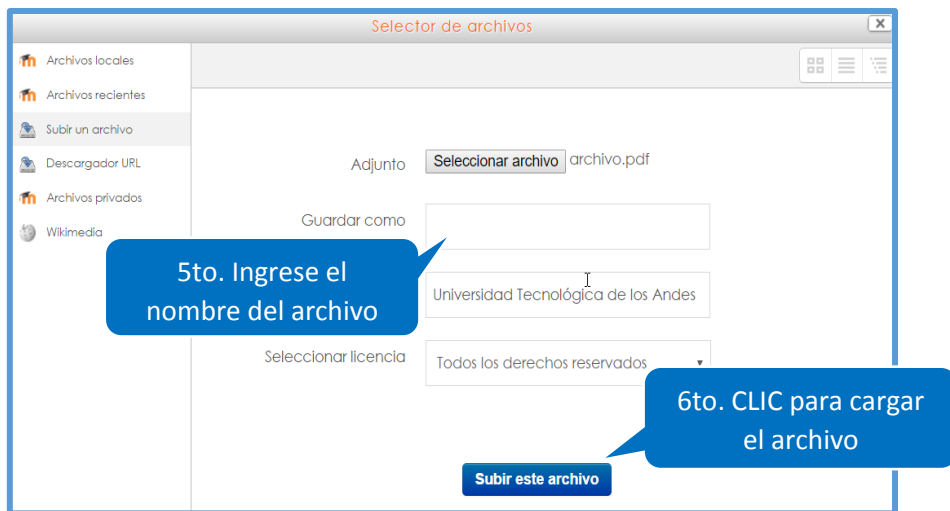 Selector de archivos
x
Archivos locales
Archivos recientes
Subir un archivo
Descargador URL
Archivos privados
Wikimedia
Adjunto Seleccionar archivo archivo.pdf
Guardar como
5to. Ingrese el
nombre del archivo
Universidad Tecnológica de los Andes
Seleccionar licencia Todos los derechos reservados
6to. CLIC para cargar
el archivo
Subir este archivo